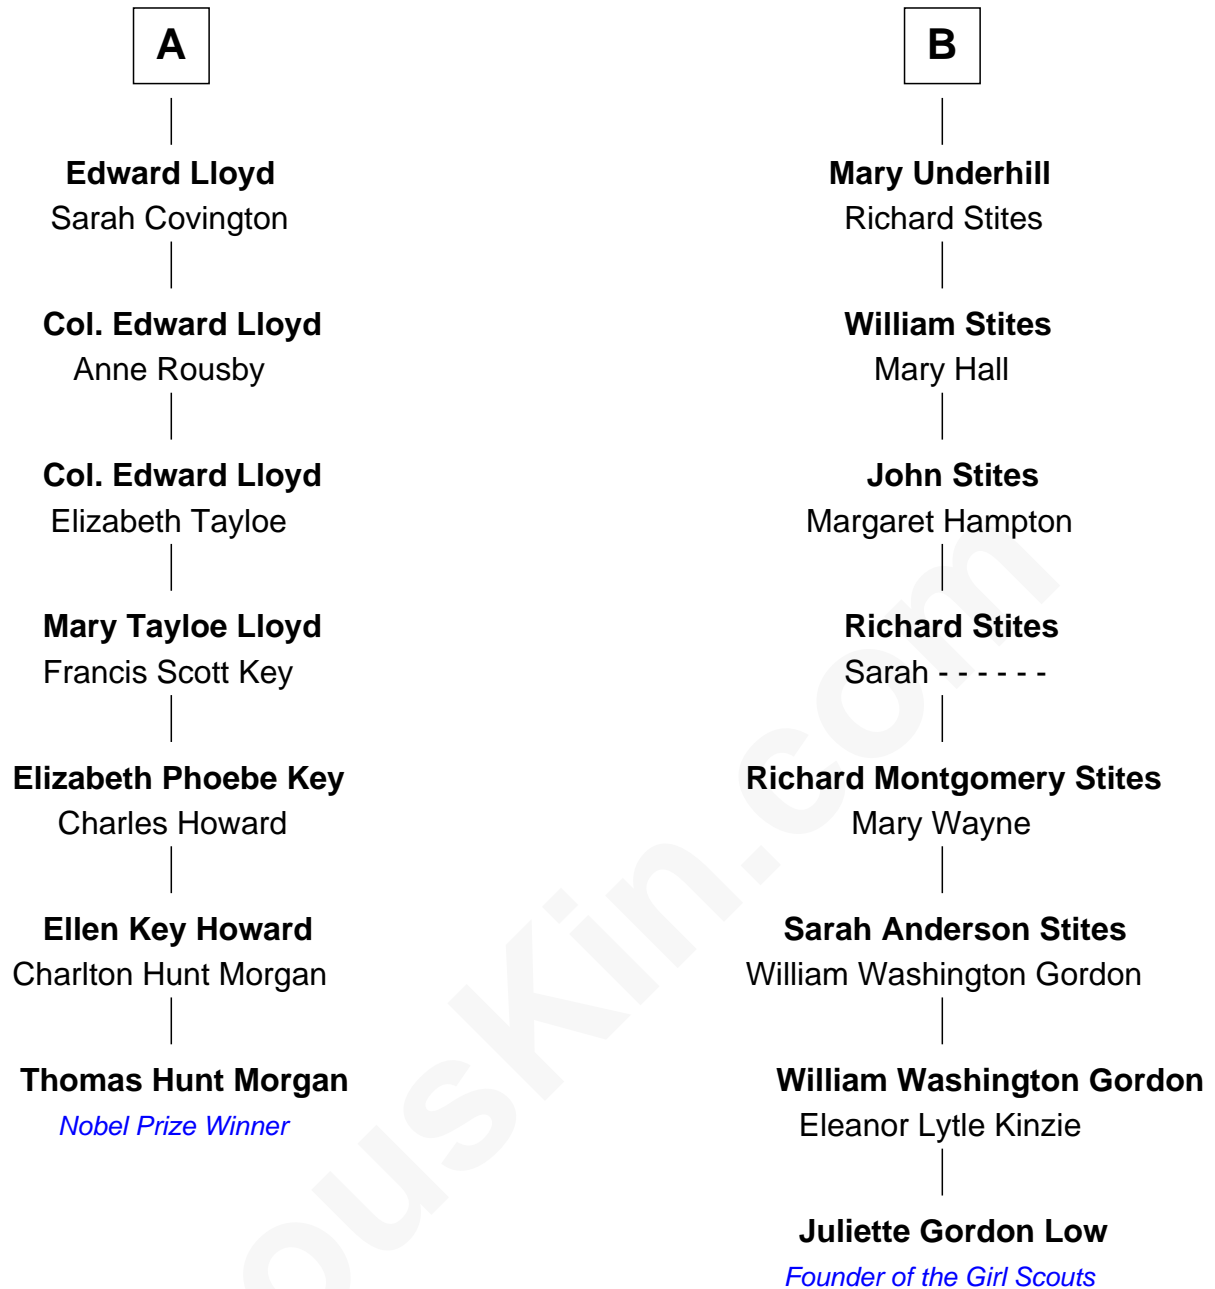 A
Edward Lloyd
Sarah Covington
Col. Edward Lloyd
Anne Rousby
Col. Edward Lloyd
Elizabeth Tayloe
Mary Tayloe Lloyd
Francis Scott Key
Elizabeth Phoebe Key
Charles Howard
Ellen Key Howard
Charlton Hunt Morgan
Thomas Hunt Morgan
Nobel Prize Winner
B
Mary Underhill
Richard Stites
William Stites
Mary Hall
John Stites
Margaret Hampton
Richard Stites
Sarah - - - - - -
Richard Montgomery Stites
Mary Wayne
Sarah Anderson Stites
William Washington Gordon
William Washington Gordon
Eleanor Lytle Kinzie
Juliette Gordon Low
Founder of the Girl Scouts
ousKin.com